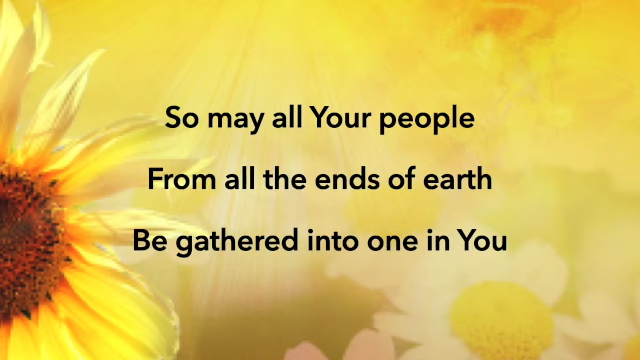 So may all Your people
From all the ends of earth
Be gathered into one in You